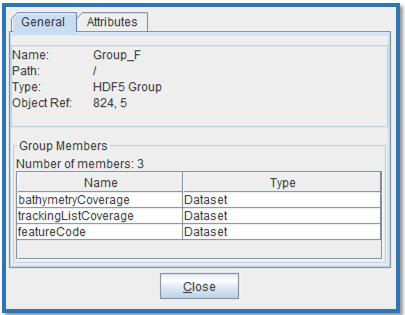 General Attributes
Name: Group_F
Path: /
Type: HDF5 Group
Object Ref: 824, 5
Group Members
Number of members: 3
Name Type
bathymetryCoverage Dataset
trackingListCoverage Dataset
featureCode Dataset
Close